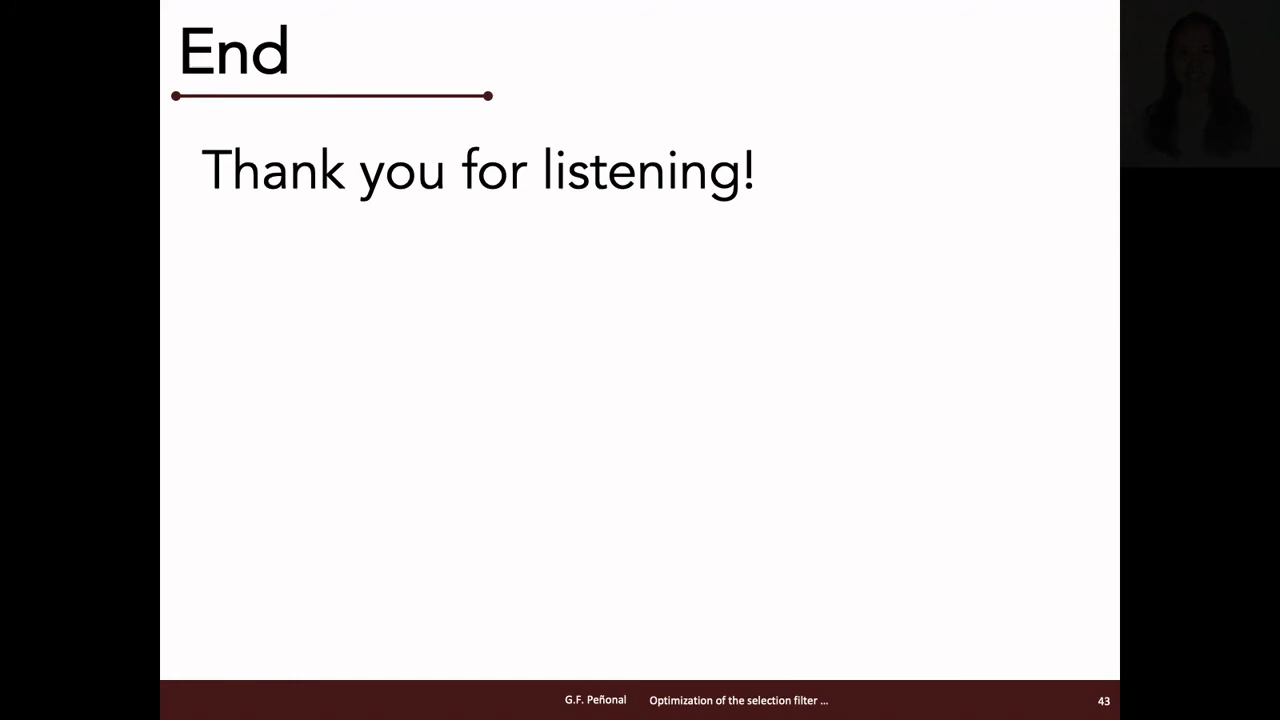 End
Thank you for listening!
G.F. Peñonal Optimization of the selection filter ... 43